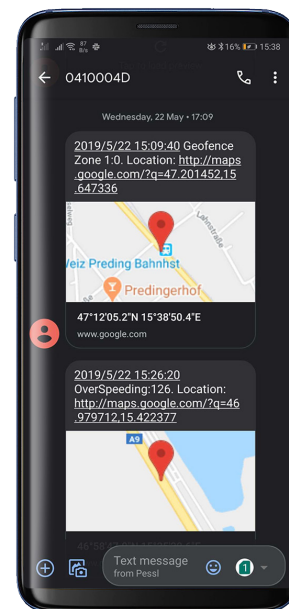 87
B/s
16%
15:38
0410004D
Wednesday, 22 May • 17:09
2019/5/22 15:09:40 Geofence
Zone 1:0. Location: http://maps
.google.com/?q=47.201452,15
.647336
Lahnstraße
Weiz Preding Bahnhst
Predingerhof
47°12'05.2"N 15°38'50.4"E
www.google.com
2019/5/22 15:26:20
OverSpeeding:126. Location:
http://maps.google.com/?q=46
.979712,15.422377
A9
Text message
from Pessl
1